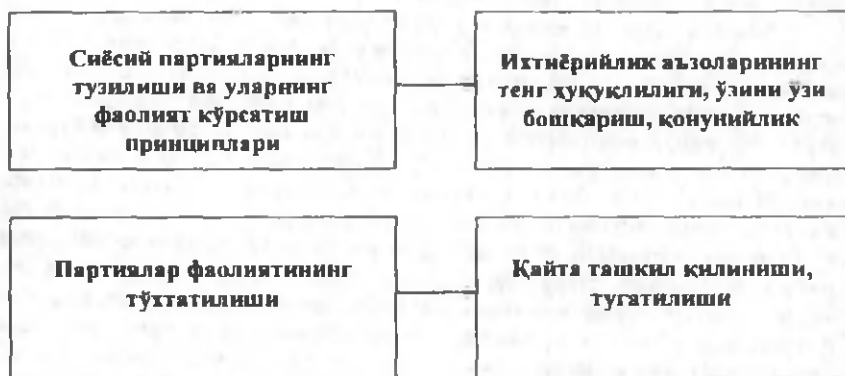 Сиёсий партияларнинг
тузилиши ва уларнинг
фаолият кўрсатиш
принциплари
Ихтиёрийлик аъзоларининг
тенг ҳуқуқлилиги, ўзини ўзи
бошқариш, қонунийлик
Партиялар фаолиятининг
тўхтатилиши
Қайта ташкил қилиниши,
тугатилиши